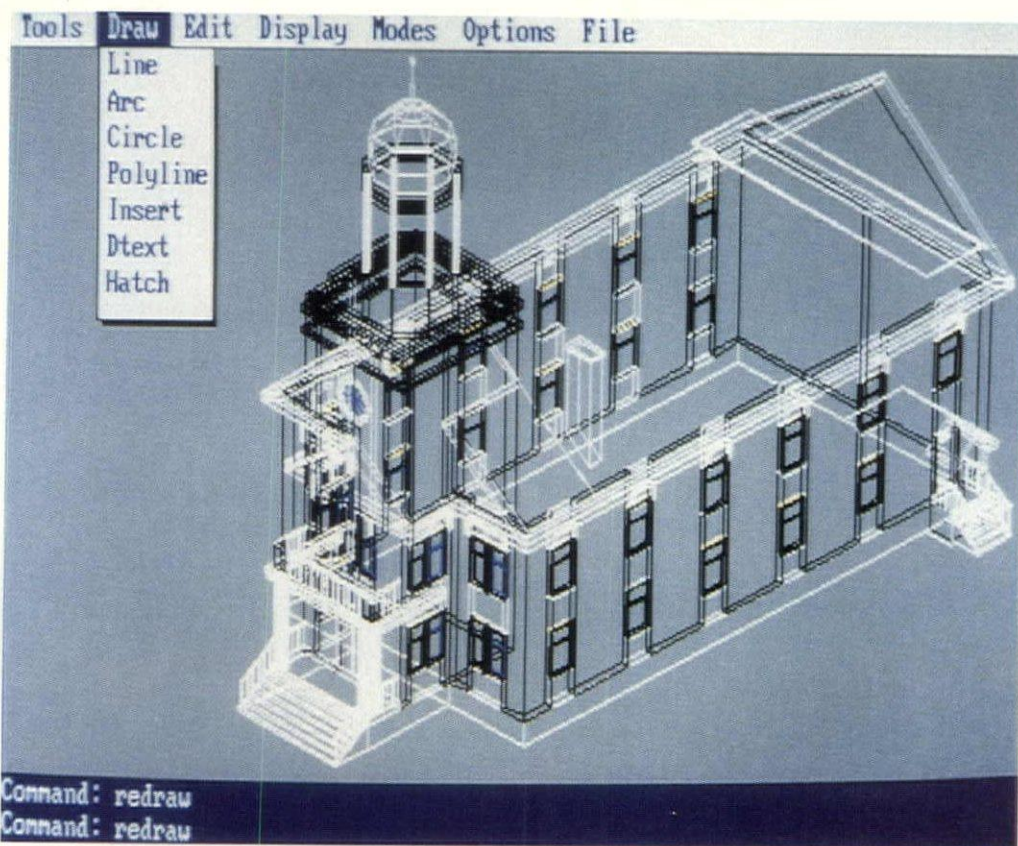 Tools Draw Edit Display Modes Options File
Line
Arc
Circle
Polyline
Insert
Dtext
Hatch
Command: redraw
Command: redraw